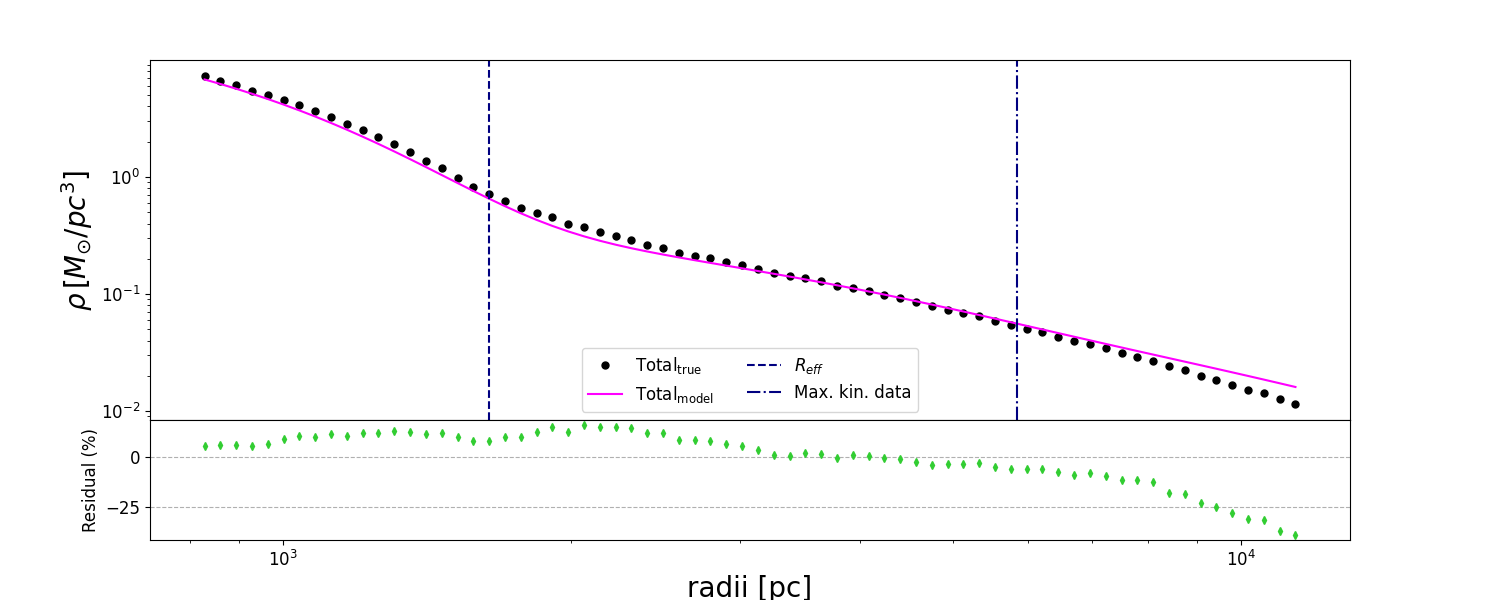 ρ [M⊙/pc³]
10⁰
10⁻¹
10⁻²
Total_true
Total_model
R_eff
Max. kin. data
Residual (%)
0
−25
10³
10⁴
radii [pc]